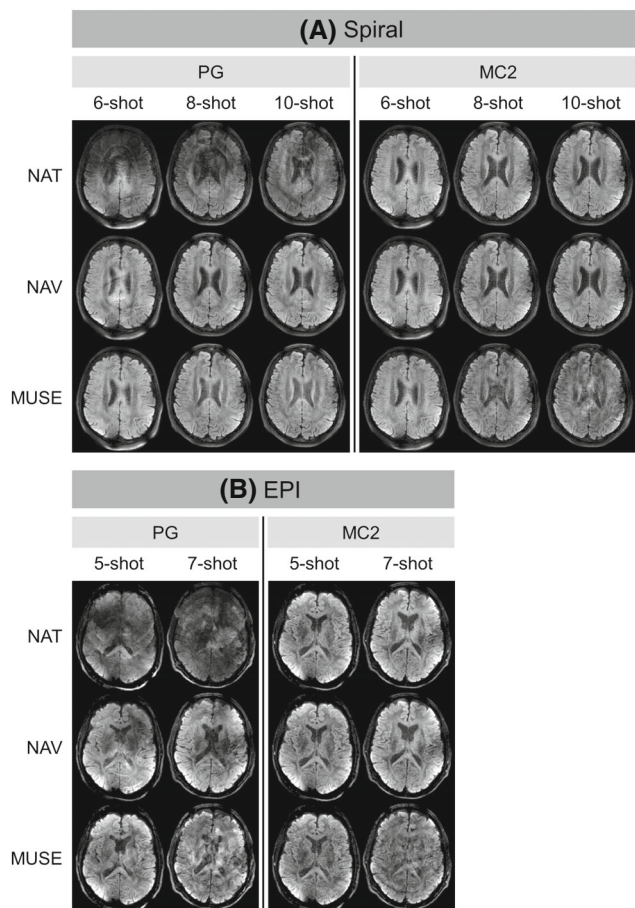 (A) Spiral
PG MC2
6-shot 8-shot 10-shot 6-shot 8-shot 10-shot
NAT
NAV
MUSE
(B) EPI
PG MC2
5-shot 7-shot 5-shot 7-shot
NAT
NAV
MUSE